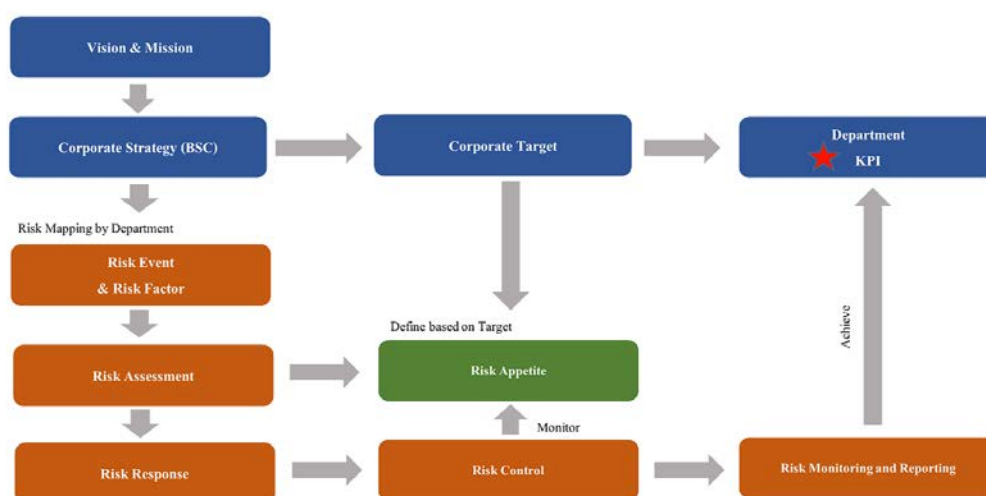 Vision & Mission
Corporate Strategy (BSC)
Corporate Target
Department
KPI
Risk Mapping by Department
Risk Event
& Risk Factor
Define based on Target
Achieve
Risk Assessment
Risk Appetite
Monitor
Risk Response
Risk Control
Risk Monitoring and Reporting